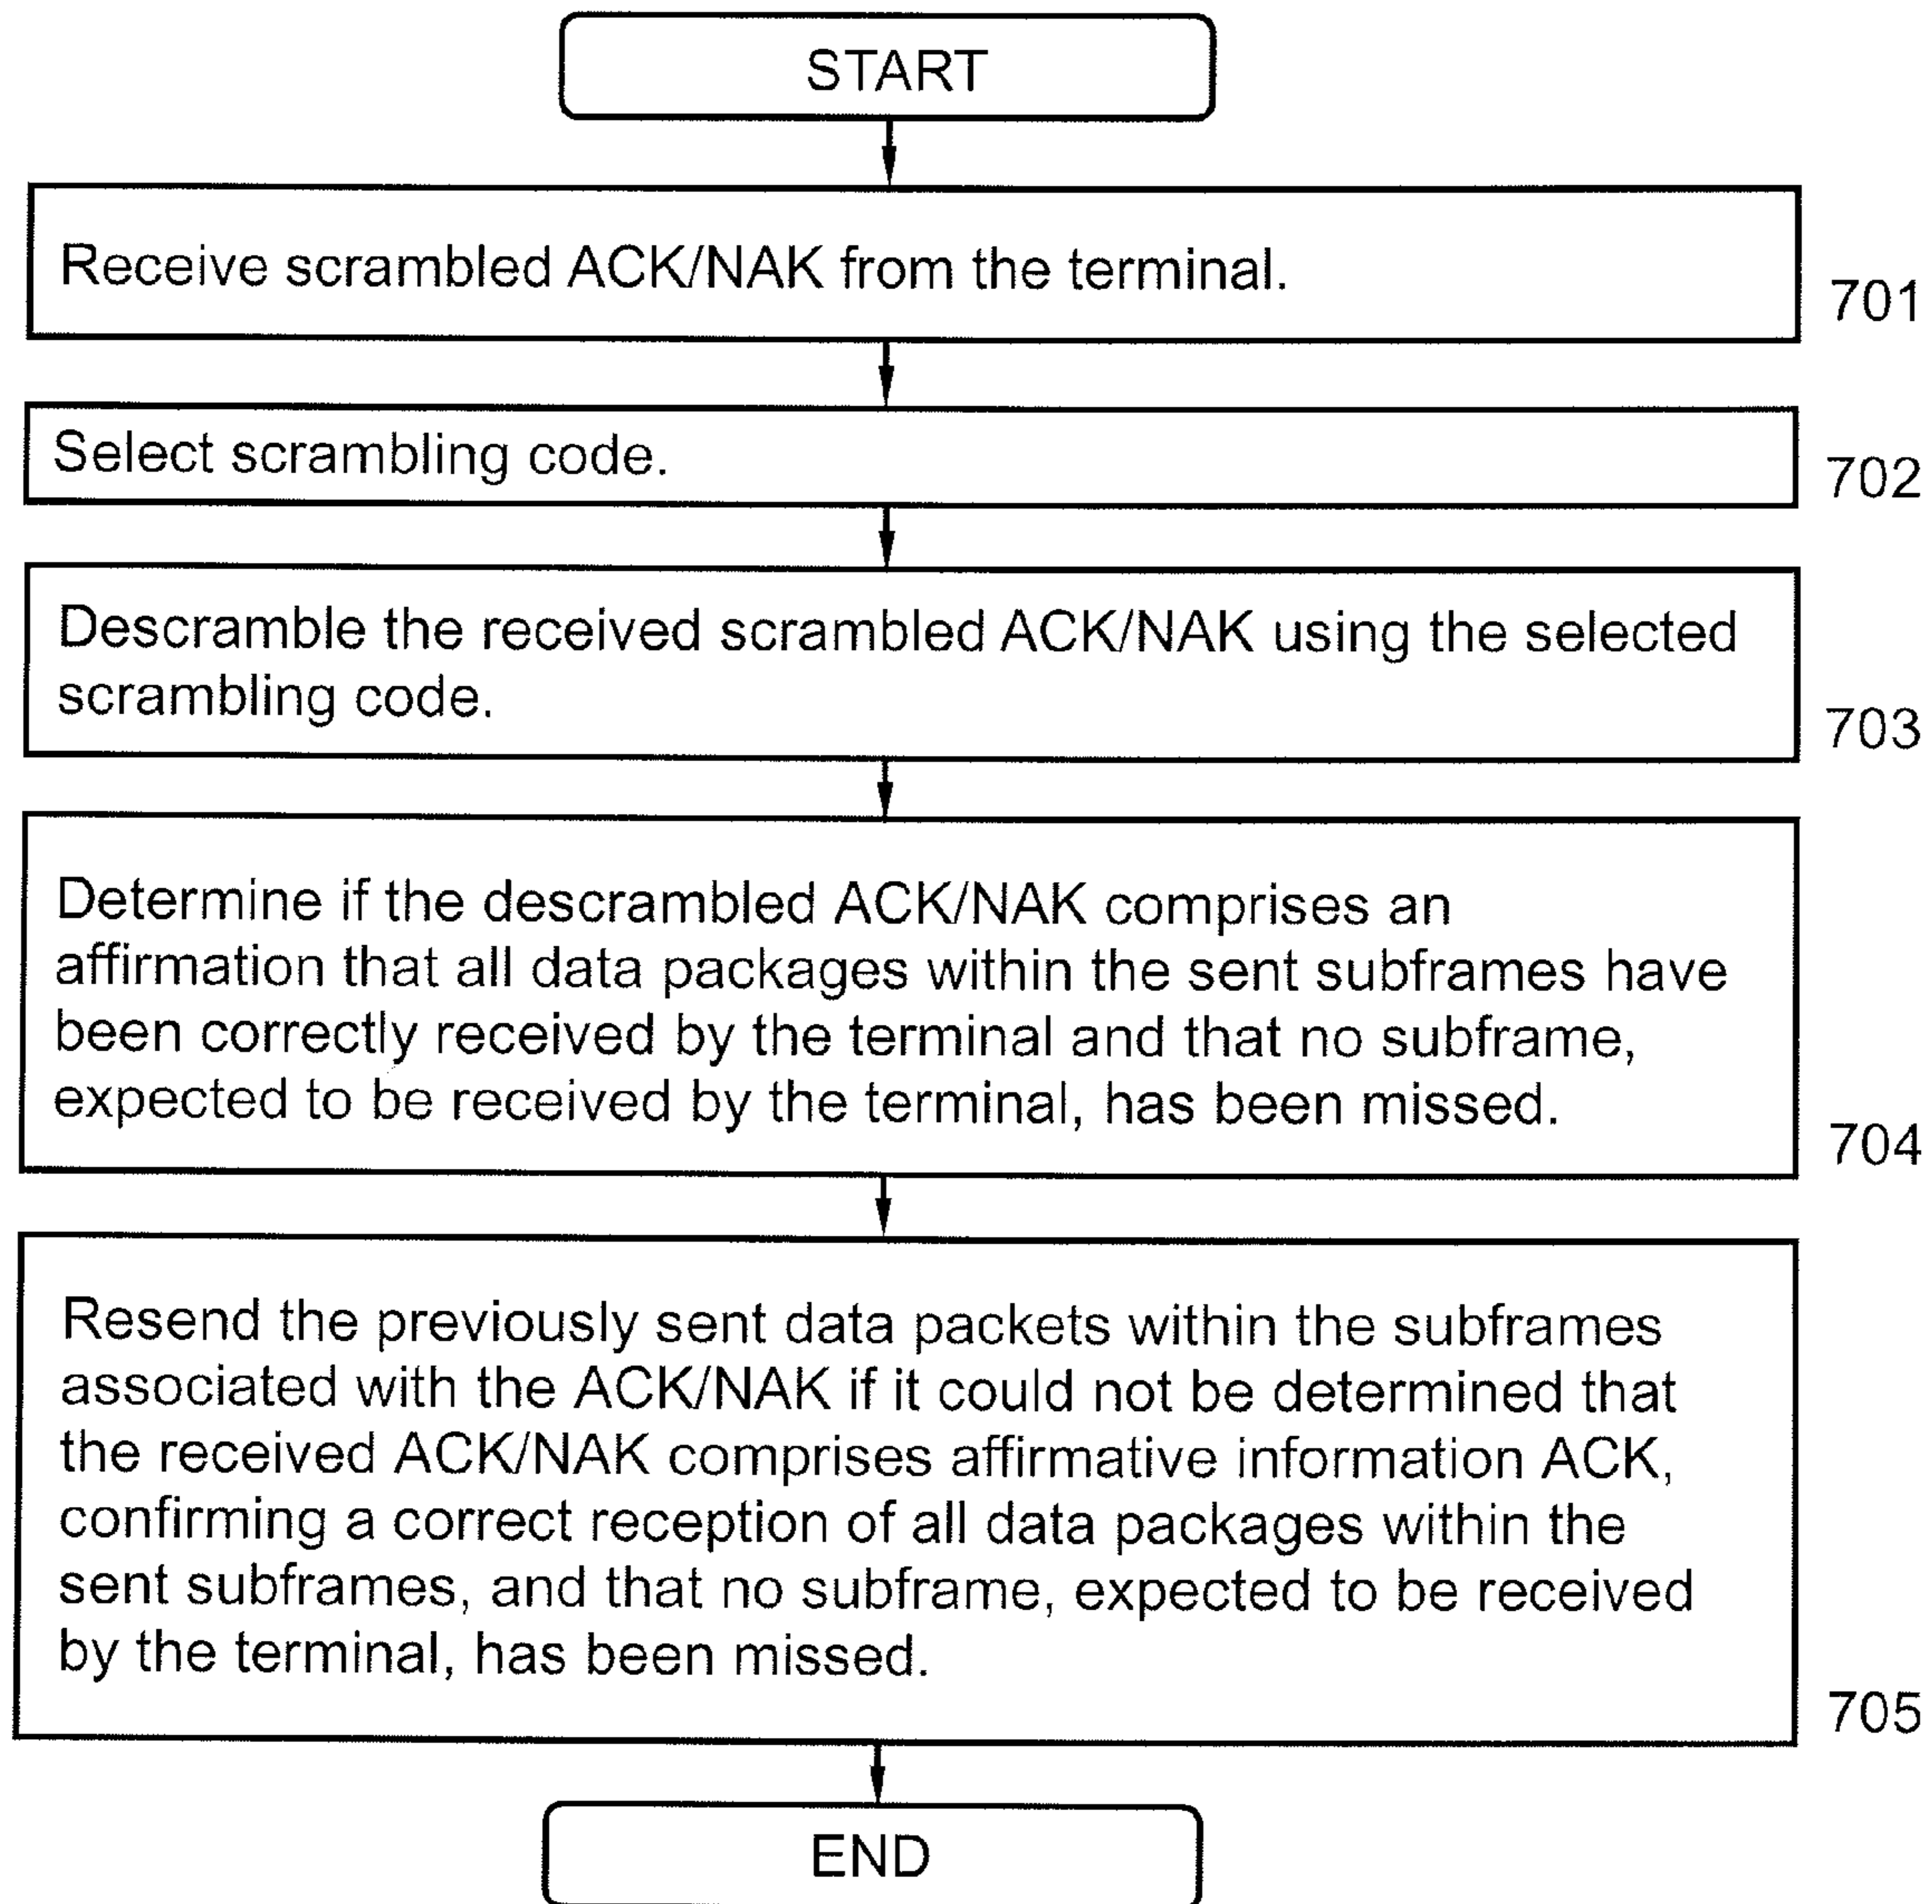 START
Receive scrambled ACK/NAK from the terminal.
701
Select scrambling code.
702
Descramble the received scrambled ACK/NAK using the selected
scrambling code.
703
Determine if the descrambled ACK/NAK comprises an
affirmation that all data packages within the sent subframes have
been correctly received by the terminal and that no subframe,
expected to be received by the terminal, has been missed.
704
Resend the previously sent data packets within the subframes
associated with the ACK/NAK if it could not be determined that
the received ACK/NAK comprises affirmative information ACK,
confirming a correct reception of all data packages within the
sent subframes, and that no subframe, expected to be received
by the terminal, has been missed.
705
END